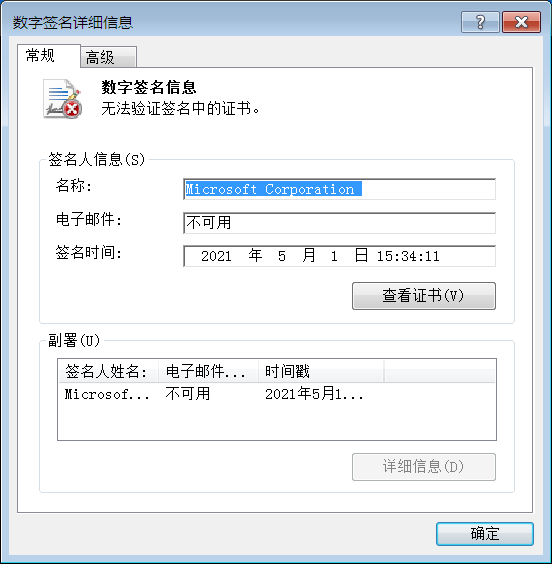 数字签名详细信息
常规
高级
数字签名信息
无法验证签名中的证书。
签名人信息(S)
名称:
Microsoft Corporation
电子邮件:
不可用
签名时间:
2021 年 5 月 1 日 15:34:11
查看证书(V)
副署(U)
签名人姓名: 电子邮件... 时间戳
Microsof... 不可用 2021年5月1...
详细信息(D)
确定